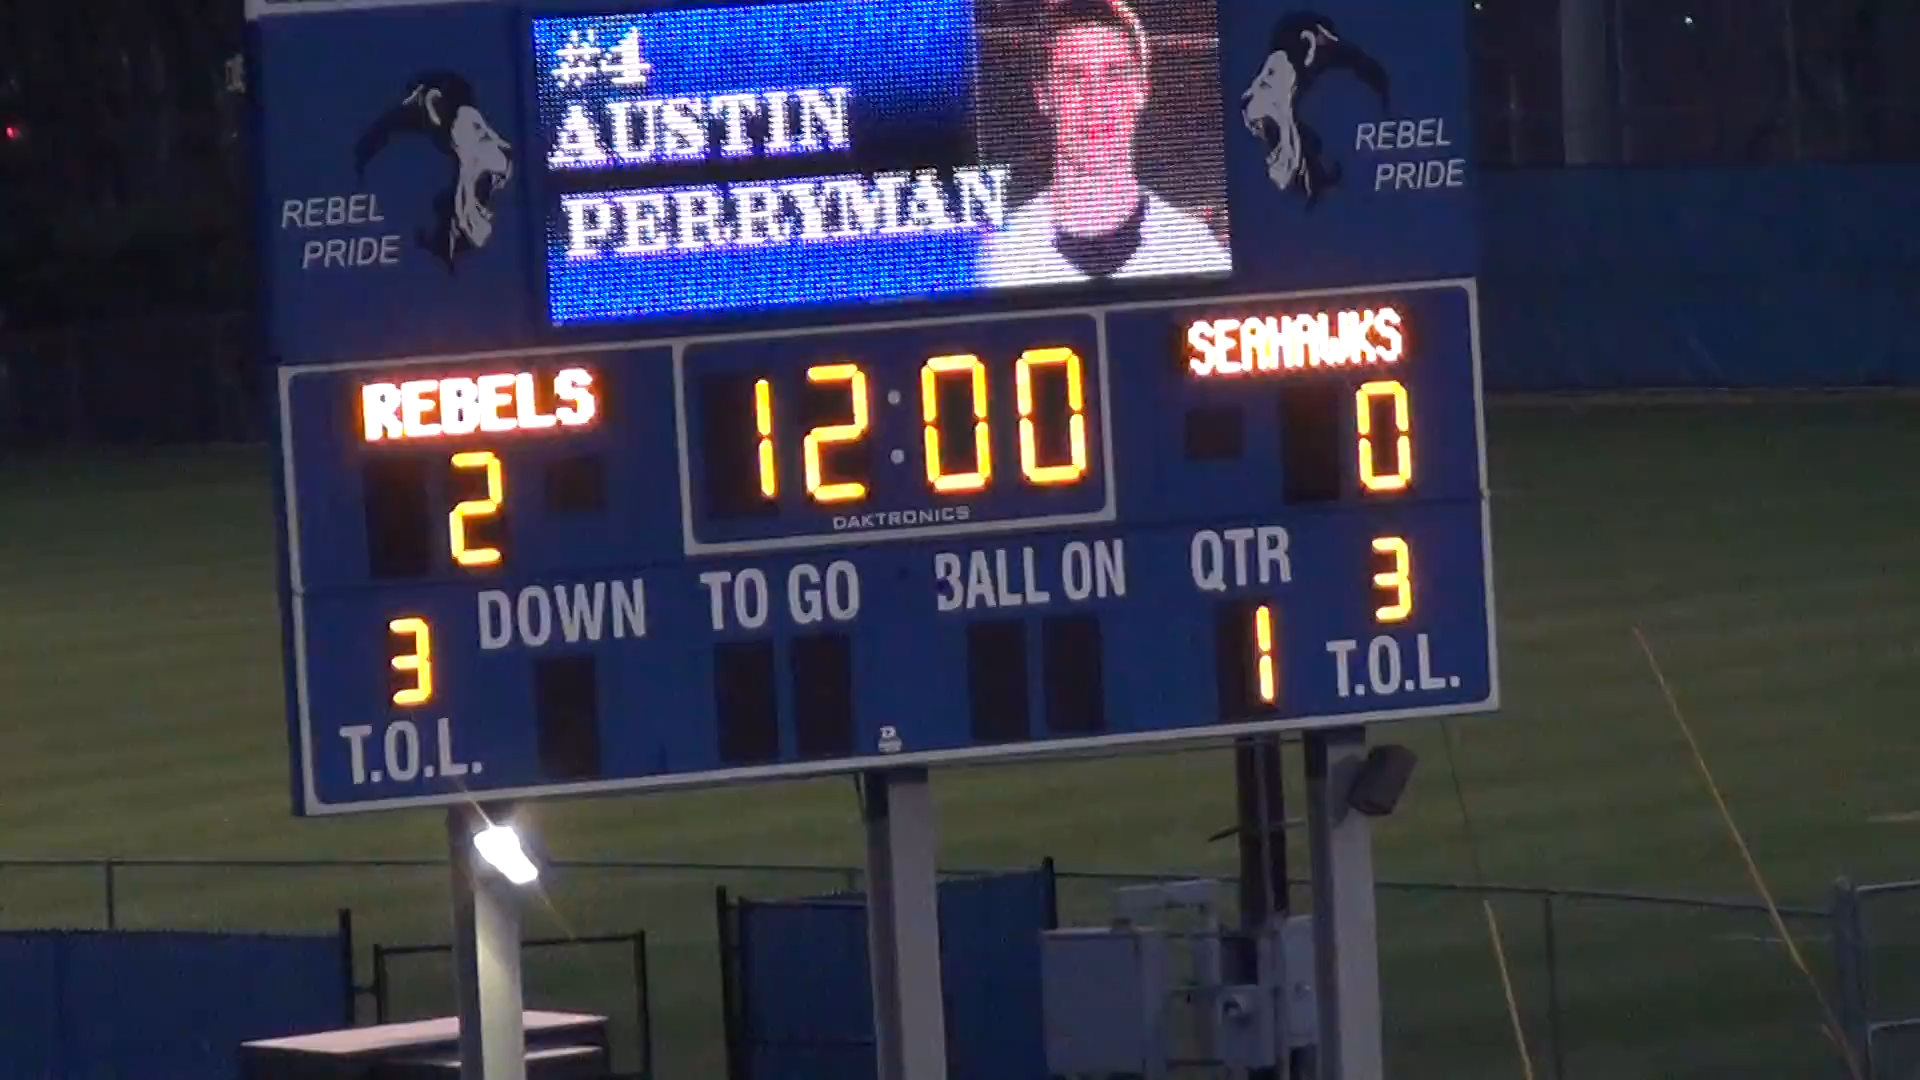 #4
AUSTIN
PERRYMAN
REBEL
PRIDE
REBEL
PRIDE
REBELS
12:00
SEAHAWKS
2
0
DAKTRONICS
DOWN
TO GO
BALL ON
QTR
3
3
1
T.O.L.
T.O.L.